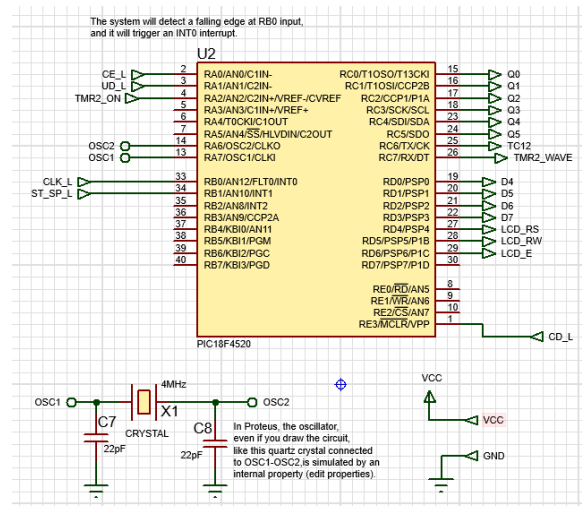 The system will detect a falling edge at RB0 input,
and it will trigger an INT0 interrupt.
U2
CE_L 2 RA0/AN0/C1IN- RC0/T1OSO/T13CKI 15 Q0
UD_L 3 RA1/AN1/C2IN- RC1/T1OSI/CCP2B 16 Q1
TMR2_ON 4 RA2/AN2/C2IN+/VREF-/CVREF RC2/CCP1/P1A 17 Q2
5 RA3/AN3/C1IN+/VREF+ RC3/SCK/SCL 18 Q3
6 RA4/T0CKI/C1OUT RC4/SDI/SDA 23 Q4
7 RA5/AN4/SS/HLVDIN/C2OUT RC5/SDO 24 Q5
OSC2 14 RA6/OSC2/CLKO RC6/TX/CK 25 TC12
OSC1 13 RA7/OSC1/CLKI RC7/RX/DT 26 TMR2_WAVE
CLK_L 33 RB0/AN12/FLT0/INT0 RD0/PSP0 19 D4
ST_SP_L 34 RB1/AN10/INT1 RD1/PSP1 20 D5
35 RB2/AN8/INT2 RD2/PSP2 21 D6
36 RB3/AN9/CCP2A RD3/PSP3 22 D7
37 RB4/KBI0/AN11 RD4/PSP4 27 LCD_RS
38 RB5/KBI1/PGM RD5/PSP5/P1B 28 LCD_RW
39 RB6/KBI2/PGC RD6/PSP6/P1C 29 LCD_E
40 RB7/KBI3/PGD RD7/PSP7/P1D 30
RE0/RD/AN5 8
RE1/WR/AN6 9
RE2/CS/AN7 10
RE3/MCLR/VPP 1
CD_L
PIC18F4520
4MHz
OSC1 X1 OSC2
CRYSTAL
C7
22pF
C8
22pF
In Proteus, the oscillator,
even if you draw the circuit,
like this quartz crystal connected
to OSC1-OSC2,is simulated by an
internal property (edit properties).
VCC
VCC
GND